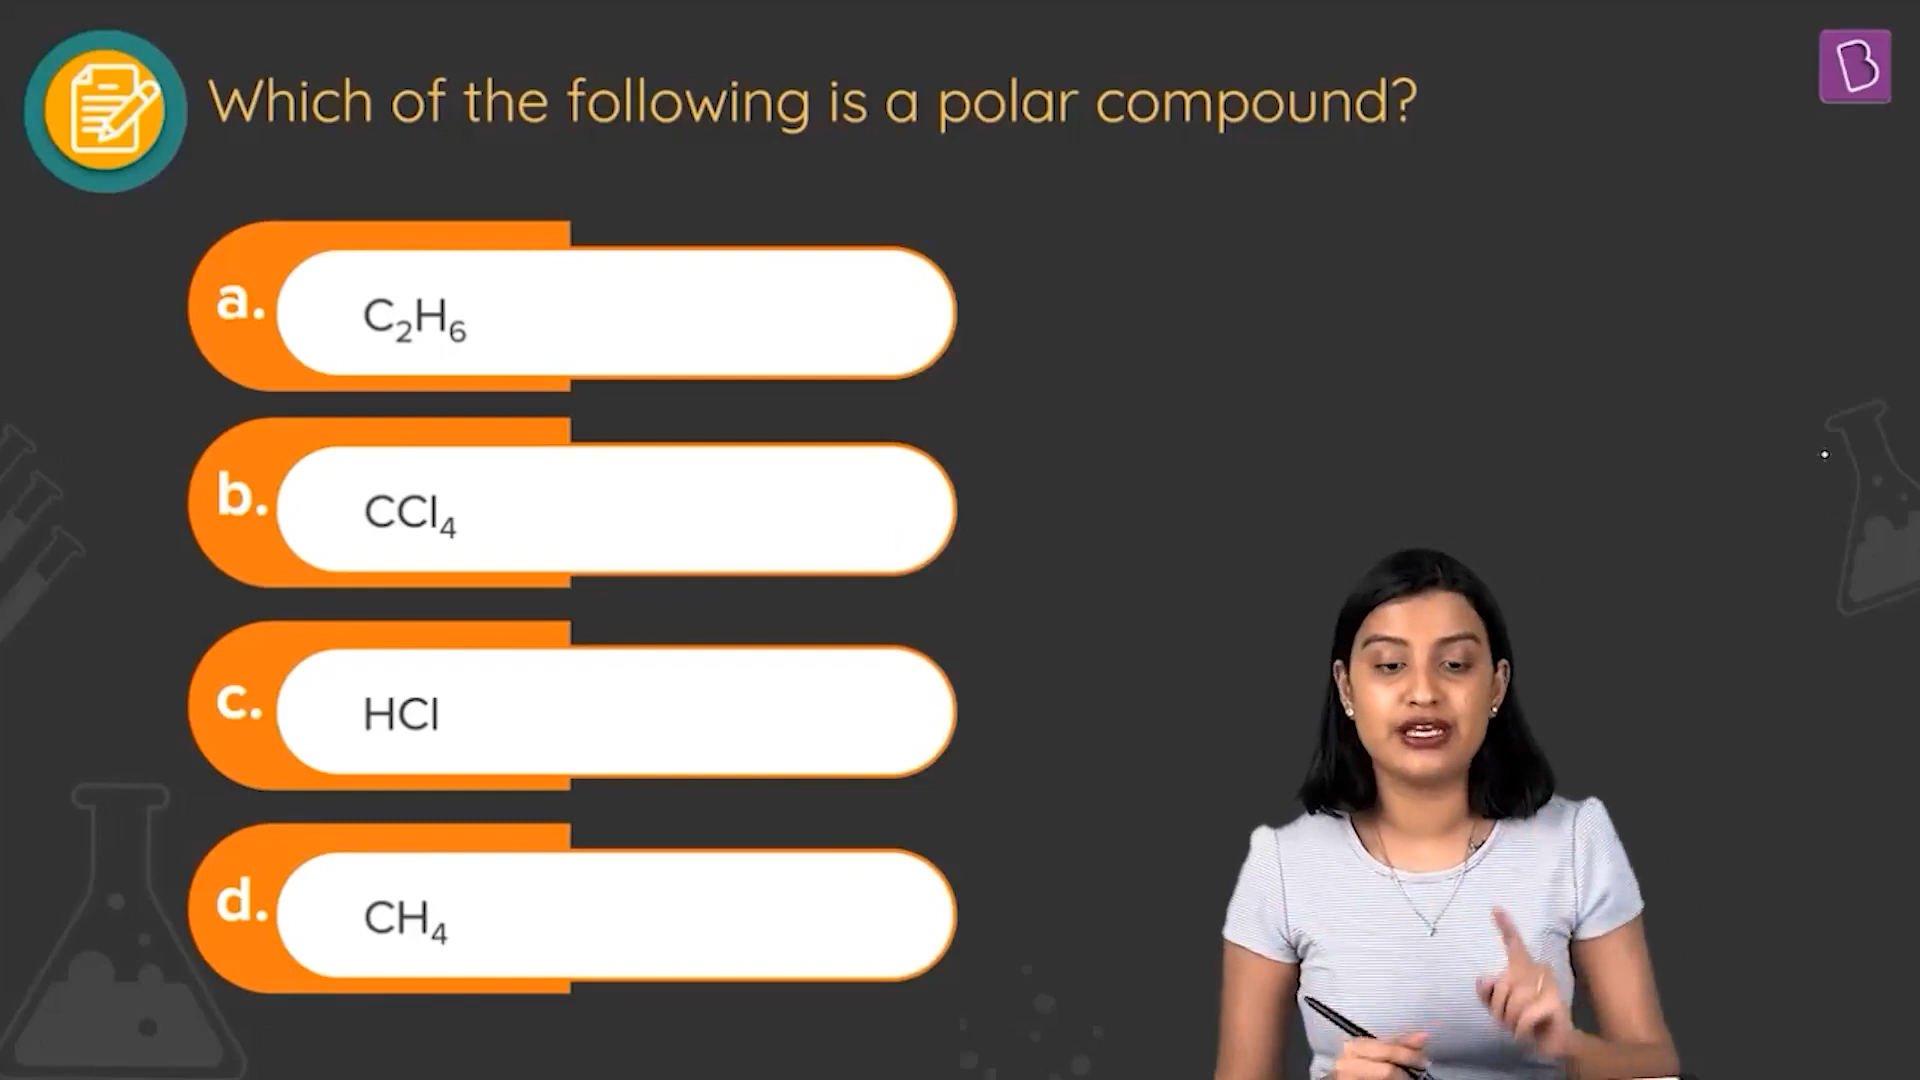 Which of the following is a polar compound?
B
a. C₂H₆
b. CCl₄
c. HCl
d. CH₄